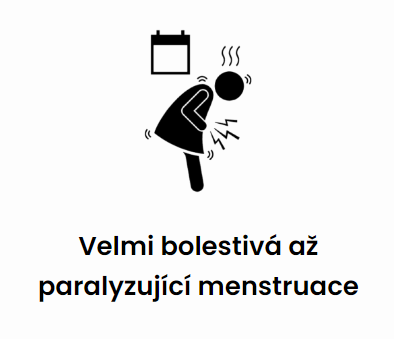 Velmi bolestivá až
paralyzující menstruace